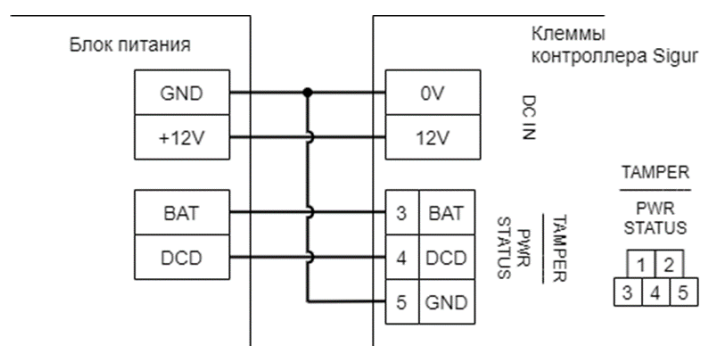 Блок питания
Клеммы
контроллера Sigur
GND
0V
+12V
12V
DC IN
BAT
3 BAT
DCD
4 DCD
5 GND
TAMPER
PWR
STATUS
TAMPER
PWR
STATUS
1 2
3 4 5